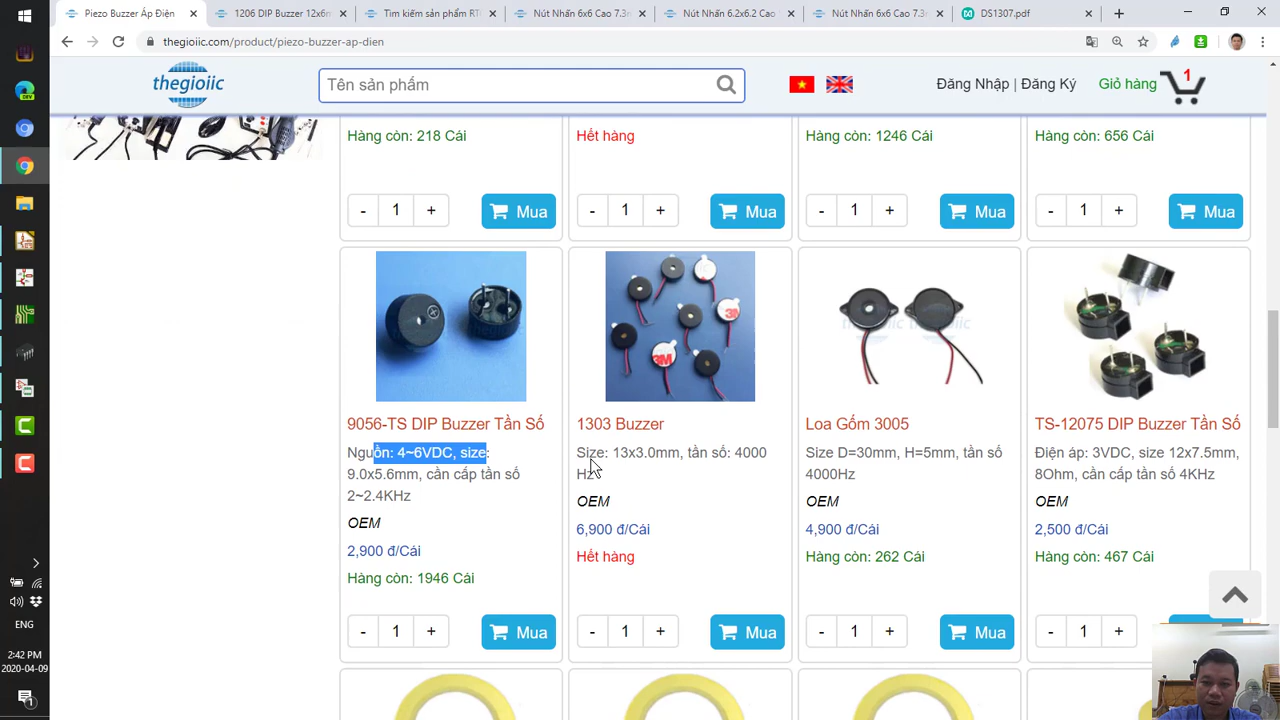 Piezo Buzzer Áp Điện
1206 DIP Buzzer 12x6m
Tìm kiếm sản phẩm RT
Nút Nhấn 6x6 Cao 7.3
Nút Nhấn 6.2x6
Nút Nhấn 6x6 Cao 7.3
DS1307.pdf
thegioiic.com/product/piezo-buzzer-ap-dien
thegioiic
Tên sản phẩm
Đăng Nhập | Đăng Ký
Giỏ hàng
1
Hàng còn: 218 Cái
Hết hàng
Hàng còn: 1246 Cái
Hàng còn: 656 Cái
- 1 + Mua
- 1 + Mua
- 1 + Mua
- 1 + Mua
9056-TS DIP Buzzer Tần Số
Nguồn: 4~6VDC, size:
9.0x5.6mm, cần cấp tần số
2~2.4KHz
OEM
2,900 đ/Cái
Hàng còn: 1946 Cái
- 1 + Mua
3M
3M
1303 Buzzer
Size: 13x3.0mm, tần số: 4000
Hz
OEM
6,900 đ/Cái
Hết hàng
- 1 + Mua
thegioiic
Loa Gốm 3005
Size D=30mm, H=5mm, tần số
4000Hz
OEM
4,900 đ/Cái
Hàng còn: 262 Cái
- 1 + Mua
TS-12075 DIP Buzzer Tần Số
Điện áp: 3VDC, size 12x7.5mm,
8Ohm, cần cấp tần số 4KHz
OEM
2,500 đ/Cái
Hàng còn: 467 Cái
- 1 +
DEV
ENG
2:42 PM
2020-04-09
1